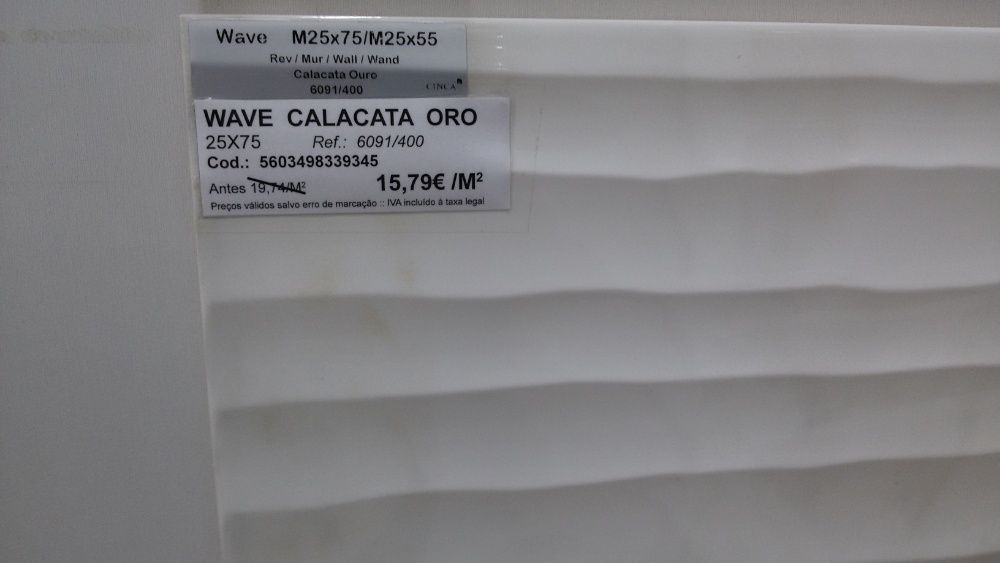 Wave M25x75/M25x55
Rev / Mur / Wall / Wand
Calacata Ouro
6091/400 CINCA
WAVE CALACATA ORO
25X75 Ref.: 6091/400
Cod.: 5603498339345
Antes 19,74/M² 15,79€ /M²
Preços válidos salvo erro de marcação :: IVA incluído à taxa legal